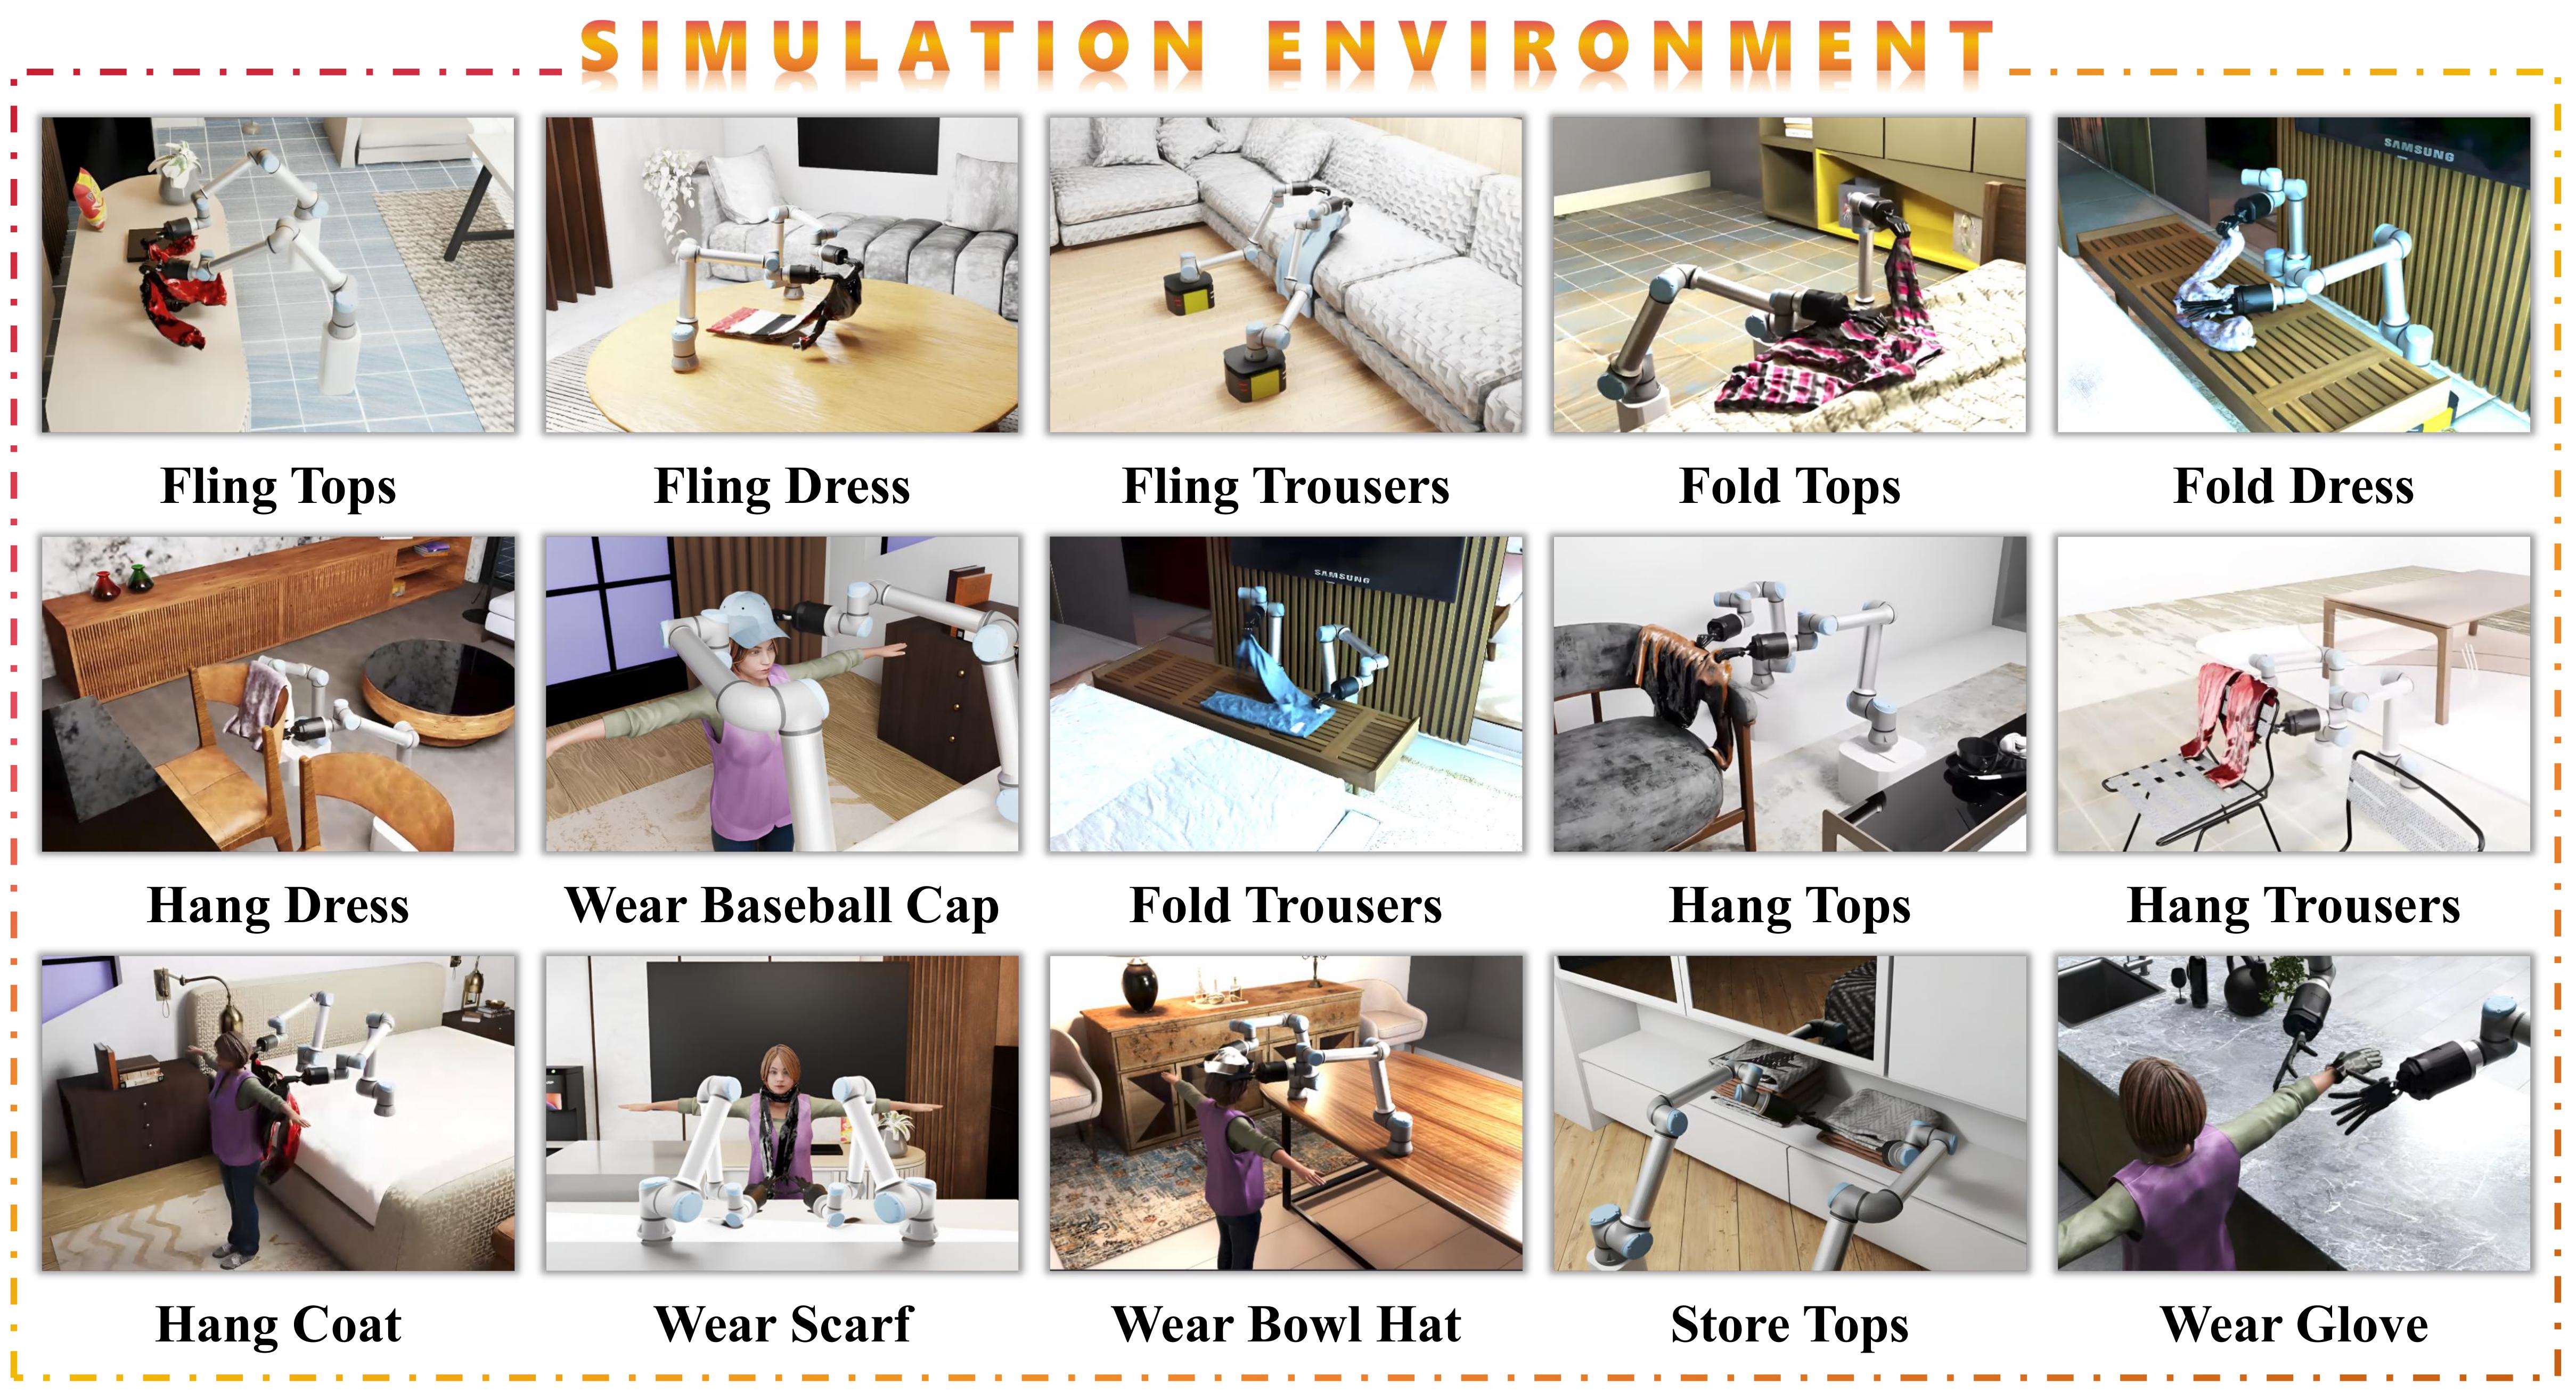 SIMULATION ENVIRONMENT
SAMSUNG
Fling Tops
Fling Dress
Fling Trousers
Fold Tops
Fold Dress
SAMSUNG
Hang Dress
Wear Baseball Cap
Fold Trousers
Hang Tops
Hang Trousers
Hang Coat
Wear Scarf
Wear Bowl Hat
Store Tops
Wear Glove